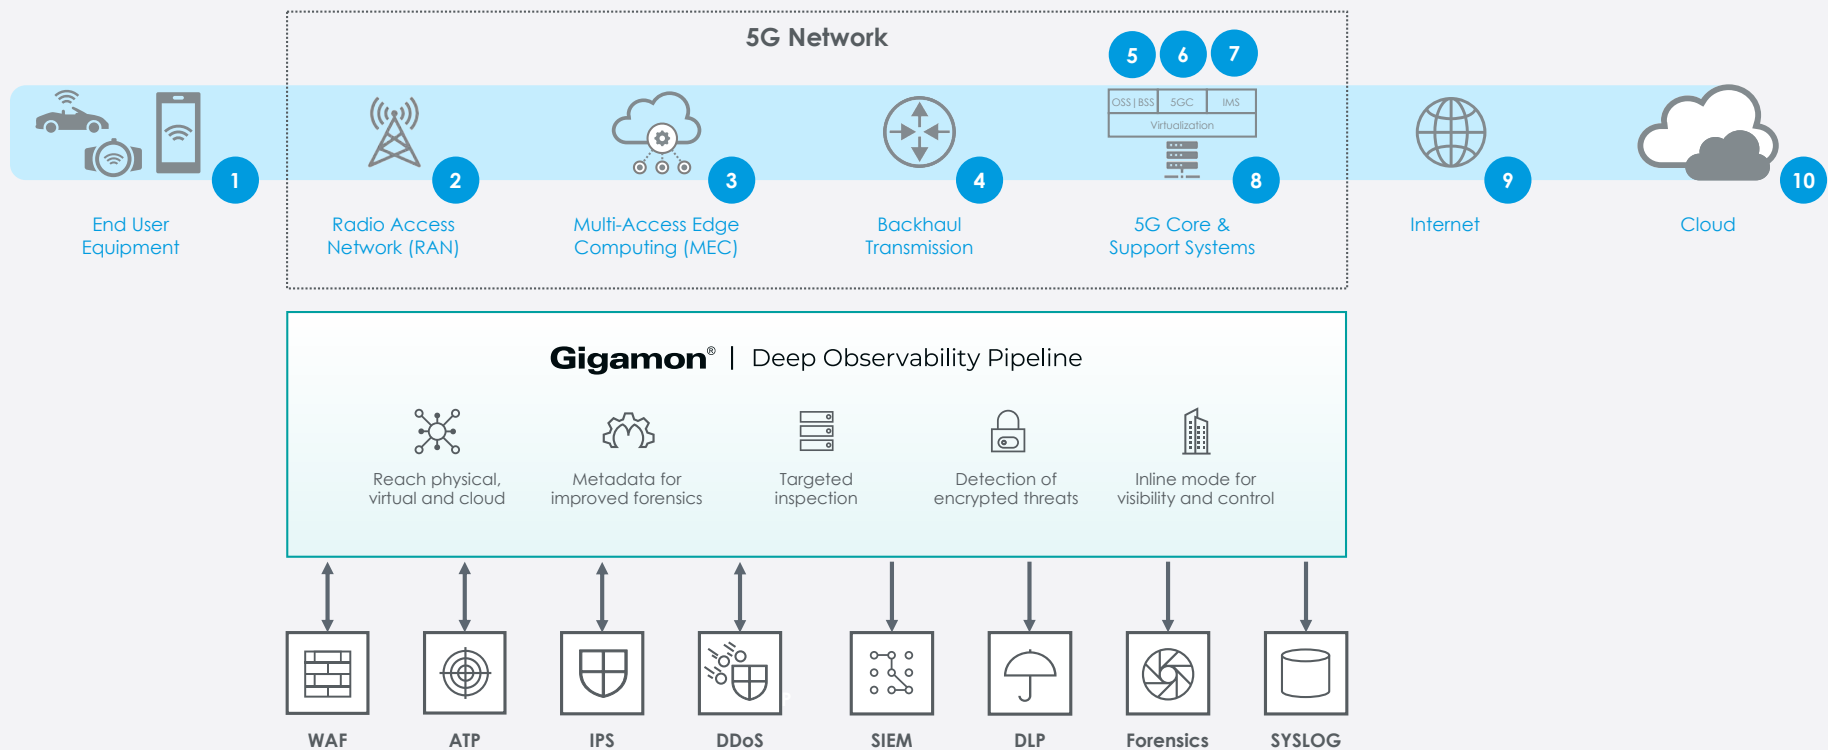 5G Network
5 6 7
OSS|BSS 5GC IMS
Virtualization
1 2 3 4 8 9 10
End User
Equipment
Radio Access
Network (RAN)
Multi-Access Edge
Computing (MEC)
Backhaul
Transmission
5G Core &
Support Systems
Internet
Cloud
Gigamon® | Deep Observability Pipeline
Reach physical,
virtual and cloud
Metadata for
improved forensics
Targeted
inspection
Detection of
encrypted threats
Inline mode for
visibility and control
P
WAF ATP IPS DDoS SIEM DLP Forensics SYSLOG